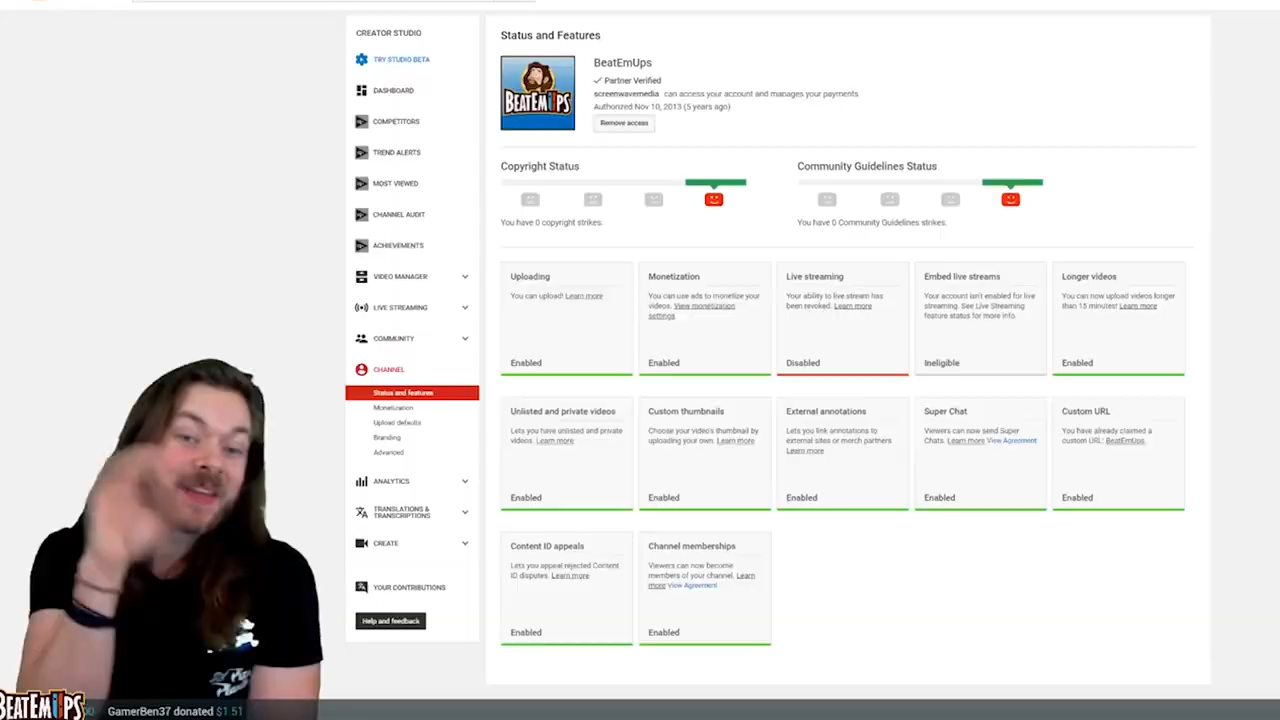 CREATOR STUDIO
TRY STUDIO BETA
DASHBOARD
COMPETITORS
TREND ALERTS
MOST VIEWED
CHANNEL AUDIT
ACHIEVEMENTS
VIDEO MANAGER
LIVE STREAMING
COMMUNITY
CHANNEL
Status and features
Monetization
Upload defaults
Branding
Advanced
ANALYTICS
TRANSLATIONS &
TRANSCRIPTIONS
CREATE
YOUR CONTRIBUTIONS
Help and feedback
Status and Features
BEATEMUPS
BeatEmUps
Partner Verified
screenwavemedia can access your account and manages your payments
Authorized Nov 10, 2013 (5 years ago)
Remove access
Copyright Status
You have 0 copyright strikes.
Community Guidelines Status
You have 0 Community Guidelines strikes.
Uploading
You can upload! Learn more
Enabled
Monetization
You can use ads to monetize your
videos. View monetization
settings
Enabled
Live streaming
Your ability to live stream has
been revoked. Learn more
Disabled
Embed live streams
Your account isn't enabled for live
streaming. See Live Streaming
feature status for more info.
Ineligible
Longer videos
You can now upload videos longer
than 15 minutes! Learn more
Enabled
Unlisted and private videos
Lets you have unlisted and private
videos. Learn more
Enabled
Custom thumbnails
Choose your video's thumbnail by
uploading your own. Learn more
Enabled
External annotations
Lets you link annotations to
external sites or merch partners
Learn more
Enabled
Super Chat
Viewers can now send Super
Chats. Learn more View Agreement
Enabled
Custom URL
You have already claimed a
custom URL: BeatEmUps.
Enabled
Content ID appeals
Lets you appeal rejected Content
ID disputes. Learn more
Enabled
Channel memberships
Viewers can now become
members of your channel. Learn
more View Agreement
Enabled
BEATEMUPS
GamerBen37 donated $1.51